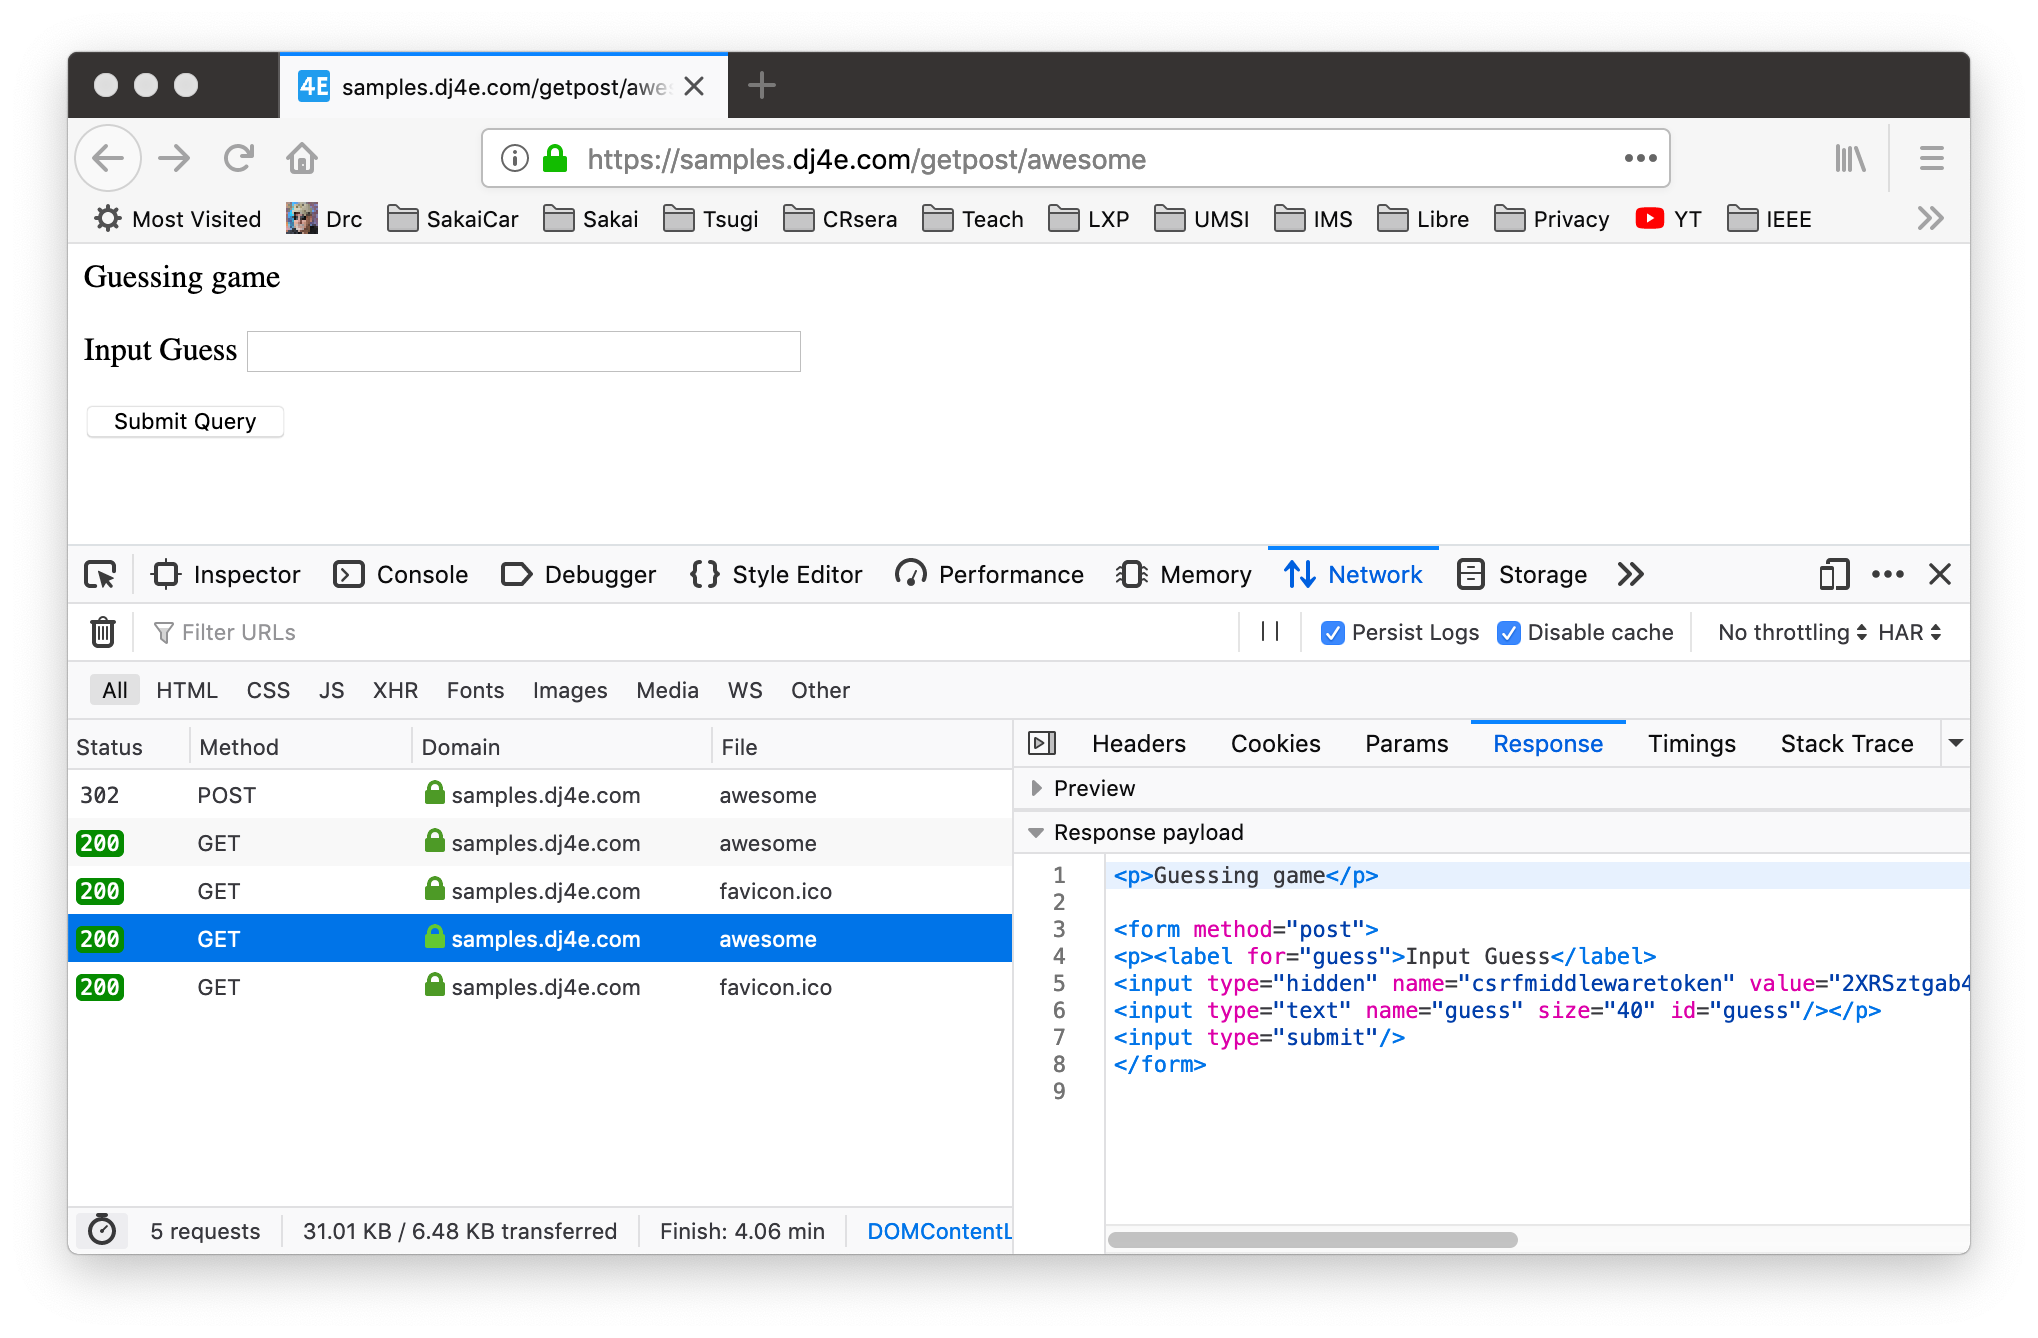 4E samples.dj4e.com/getpost/awes
https://samples.dj4e.com/getpost/awesome
Most Visited Drc SakaiCar Sakai Tsugi CRsera Teach LXP UMSI IMS Libre Privacy YT IEEE
Guessing game
Input Guess
Submit Query
Inspector Console Debugger {} Style Editor Performance Memory Network Storage
Filter URLs Persist Logs Disable cache No throttling HAR
All HTML CSS JS XHR Fonts Images Media WS Other
Status Method Domain File
302 POST samples.dj4e.com awesome
200 GET samples.dj4e.com awesome
200 GET samples.dj4e.com favicon.ico
200 GET samples.dj4e.com awesome
200 GET samples.dj4e.com favicon.ico
5 requests 31.01 KB / 6.48 KB transferred Finish: 4.06 min DOMContentL
Headers Cookies Params Response Timings Stack Trace
Preview
Response payload
1 <p>Guessing game</p>
2
3 <form method="post">
4 <p><label for="guess">Input Guess</label>
5 <input type="hidden" name="csrfmiddlewaretoken" value="2XRSztgab4
6 <input type="text" name="guess" size="40" id="guess"/></p>
7 <input type="submit"/>
8 </form>
9